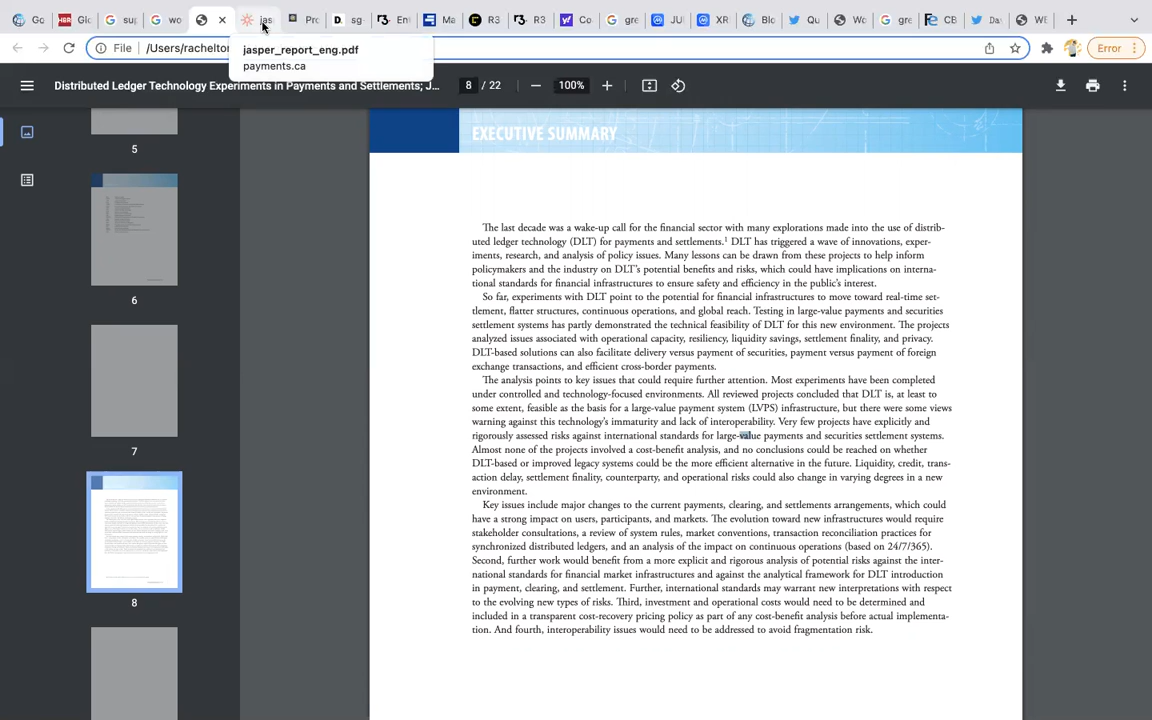 Go
Glo
sup
wo
jas
Pro
sg
En
Ma
R3
R3
Co
gre
JUI
XR
Blo
Qu
Wo
gre
CB
Da
WE
File
/Users/rachelton
Error
jasper_report_eng.pdf
payments.ca
Distributed Ledger Technology Experiments in Payments and Settlements; J...
8 / 22
100%
5
6
7
8
EXECUTIVE SUMMARY
The last decade was a wake-up call for the financial sector with many explorations made into the use of distrib-
uted ledger technology (DLT) for payments and settlements.1 DLT has triggered a wave of innovations, exper-
iments, research, and analysis of policy issues. Many lessons can be drawn from these projects to help inform
policymakers and the industry on DLT's potential benefits and risks, which could have implications on interna-
tional standards for financial infrastructures to ensure safety and efficiency in the public's interest.
So far, experiments with DLT point to the potential for financial infrastructures to move toward real-time set-
tlement, flatter structures, continuous operations, and global reach. Testing in large-value payments and securities
settlement systems has partly demonstrated the technical feasibility of DLT for this new environment. The projects
analyzed issues associated with operational capacity, resiliency, liquidity savings, settlement finality, and privacy.
DLT-based solutions can also facilitate delivery versus payment of securities, payment versus payment of foreign
exchange transactions, and efficient cross-border payments.
The analysis points to key issues that could require further attention. Most experiments have been completed
under controlled and technology-focused environments. All reviewed projects concluded that DLT is, at least to
some extent, feasible as the basis for a large-value payment system (LVPS) infrastructure, but there were some views
warning against this technology's immaturity and lack of interoperability. Very few projects have explicitly and
rigorously assessed risks against international standards for large-value payments and securities settlement systems.
Almost none of the projects involved a cost-benefit analysis, and no conclusions could be reached on whether
DLT-based or improved legacy systems could be the more efficient alternative in the future. Liquidity, credit, trans-
action delay, settlement finality, counterparty, and operational risks could also change in varying degrees in a new
environment.
Key issues include major changes to the current payments, clearing, and settlements arrangements, which could
have a strong impact on users, participants, and markets. The evolution toward new infrastructures would require
stakeholder consultations, a review of system rules, market conventions, transaction reconciliation practices for
synchronized distributed ledgers, and an analysis of the impact on continuous operations (based on 24/7/365).
Second, further work would benefit from a more explicit and rigorous analysis of potential risks against the inter-
national standards for financial market infrastructures and against the analytical framework for DLT introduction
in payment, clearing, and settlement. Further, international standards may warrant new interpretations with respect
to the evolving new types of risks. Third, investment and operational costs would need to be determined and
included in a transparent cost-recovery pricing policy as part of any cost-benefit analysis before actual implementa-
tion. And fourth, interoperability issues would need to be addressed to avoid fragmentation risk.